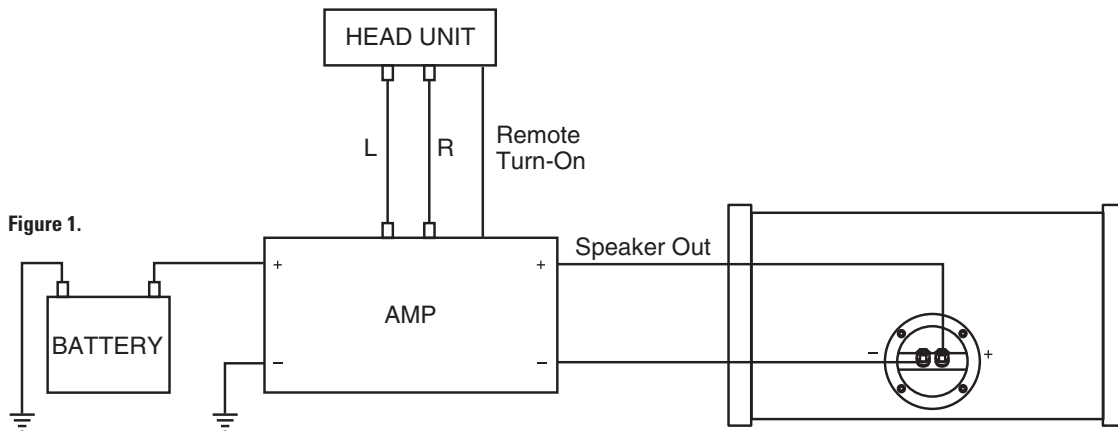 HEAD UNIT
L
R
Remote
Turn-On
Figure 1.
Speaker Out
+
+
AMP
BATTERY
–
+
–
–